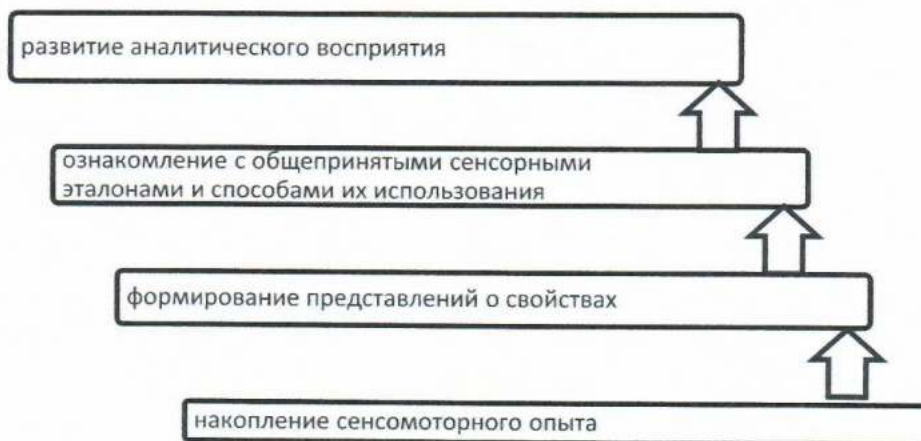 развитие аналитического восприятия
ознакомление с общепринятыми сенсорными
эталонами и способами их использования
формирование представлений о свойствах
накопление сенсомоторного опыта